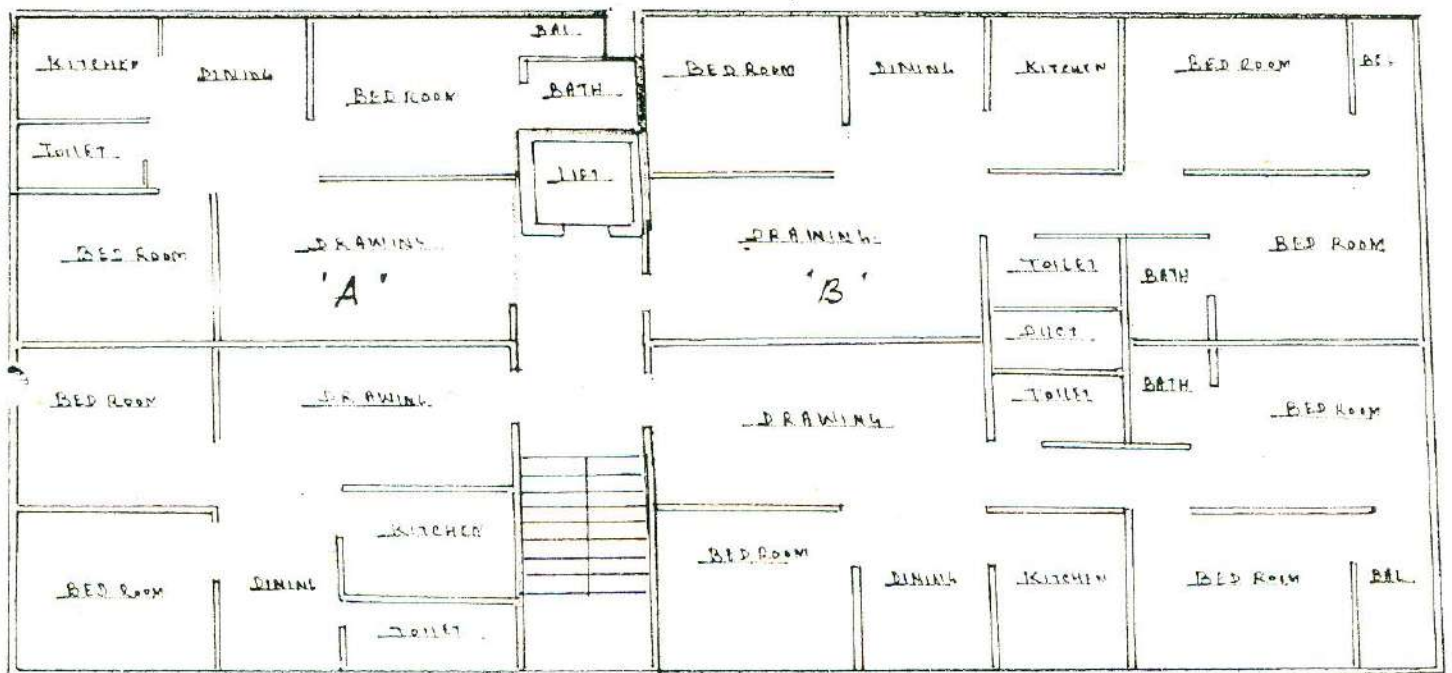 BAL.
KITCHEN
DINING
BED ROOM
BATH
TOILET
LIFT
BED ROOM
DRAWING
'A'
BED ROOM
DINING
KITCHEN
BED ROOM
BAL
DRAWING
'B'
TOILET
BATH
BED ROOM
DUCT
BED ROOM
DRAWING
DRAWING
TOILET
BATH
BED ROOM
KITCHEN
BED ROOM
DINING
TOILET
BED ROOM
DINING
KITCHEN
BED ROOM
BAL